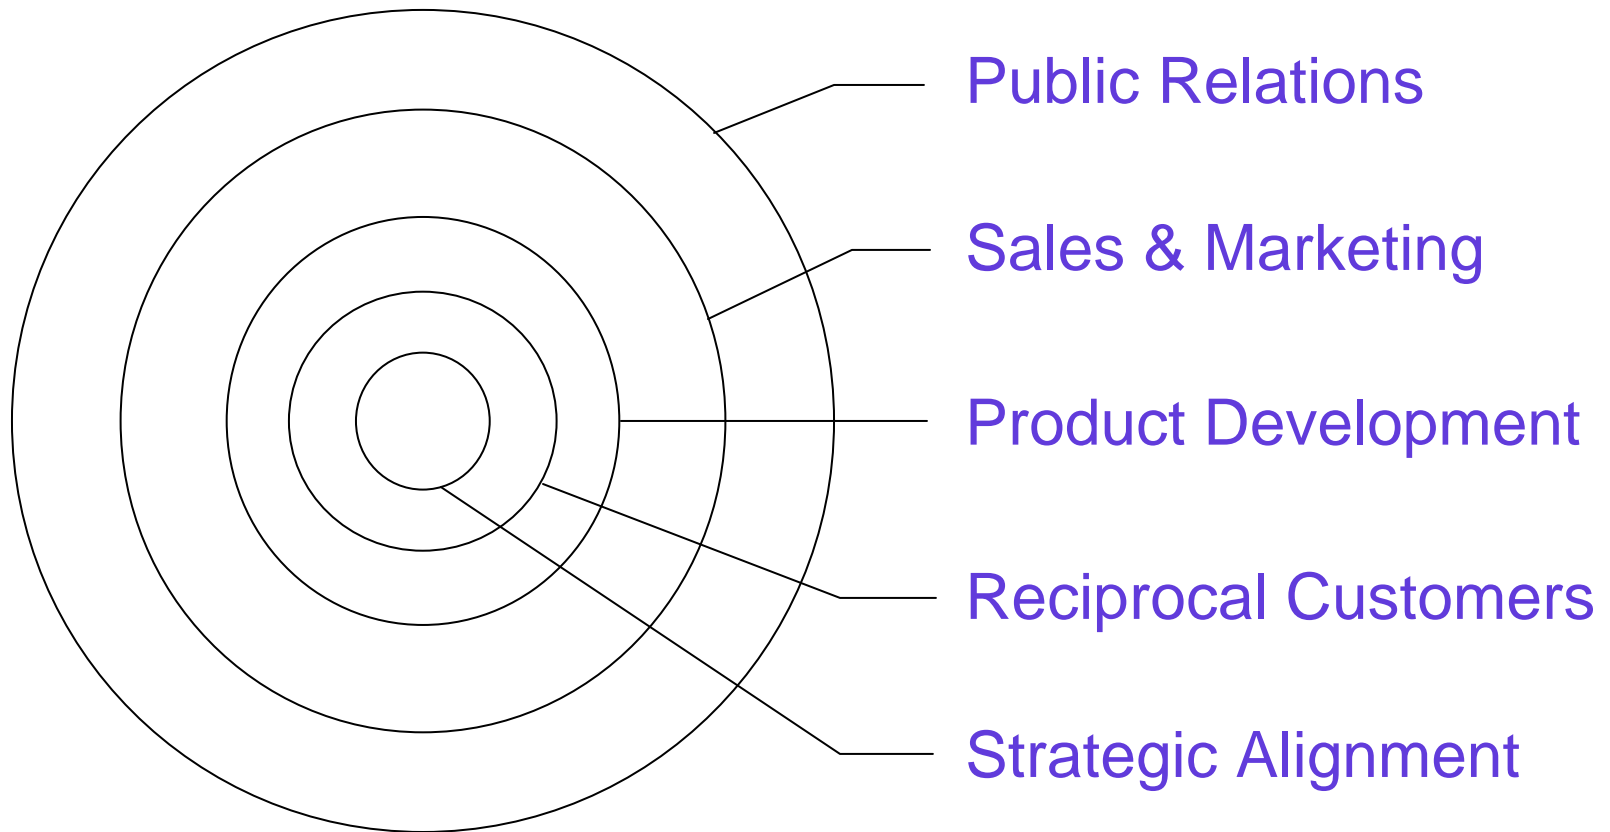 Public Relations
Sales & Marketing
Product Development
Reciprocal Customers
Strategic Alignment